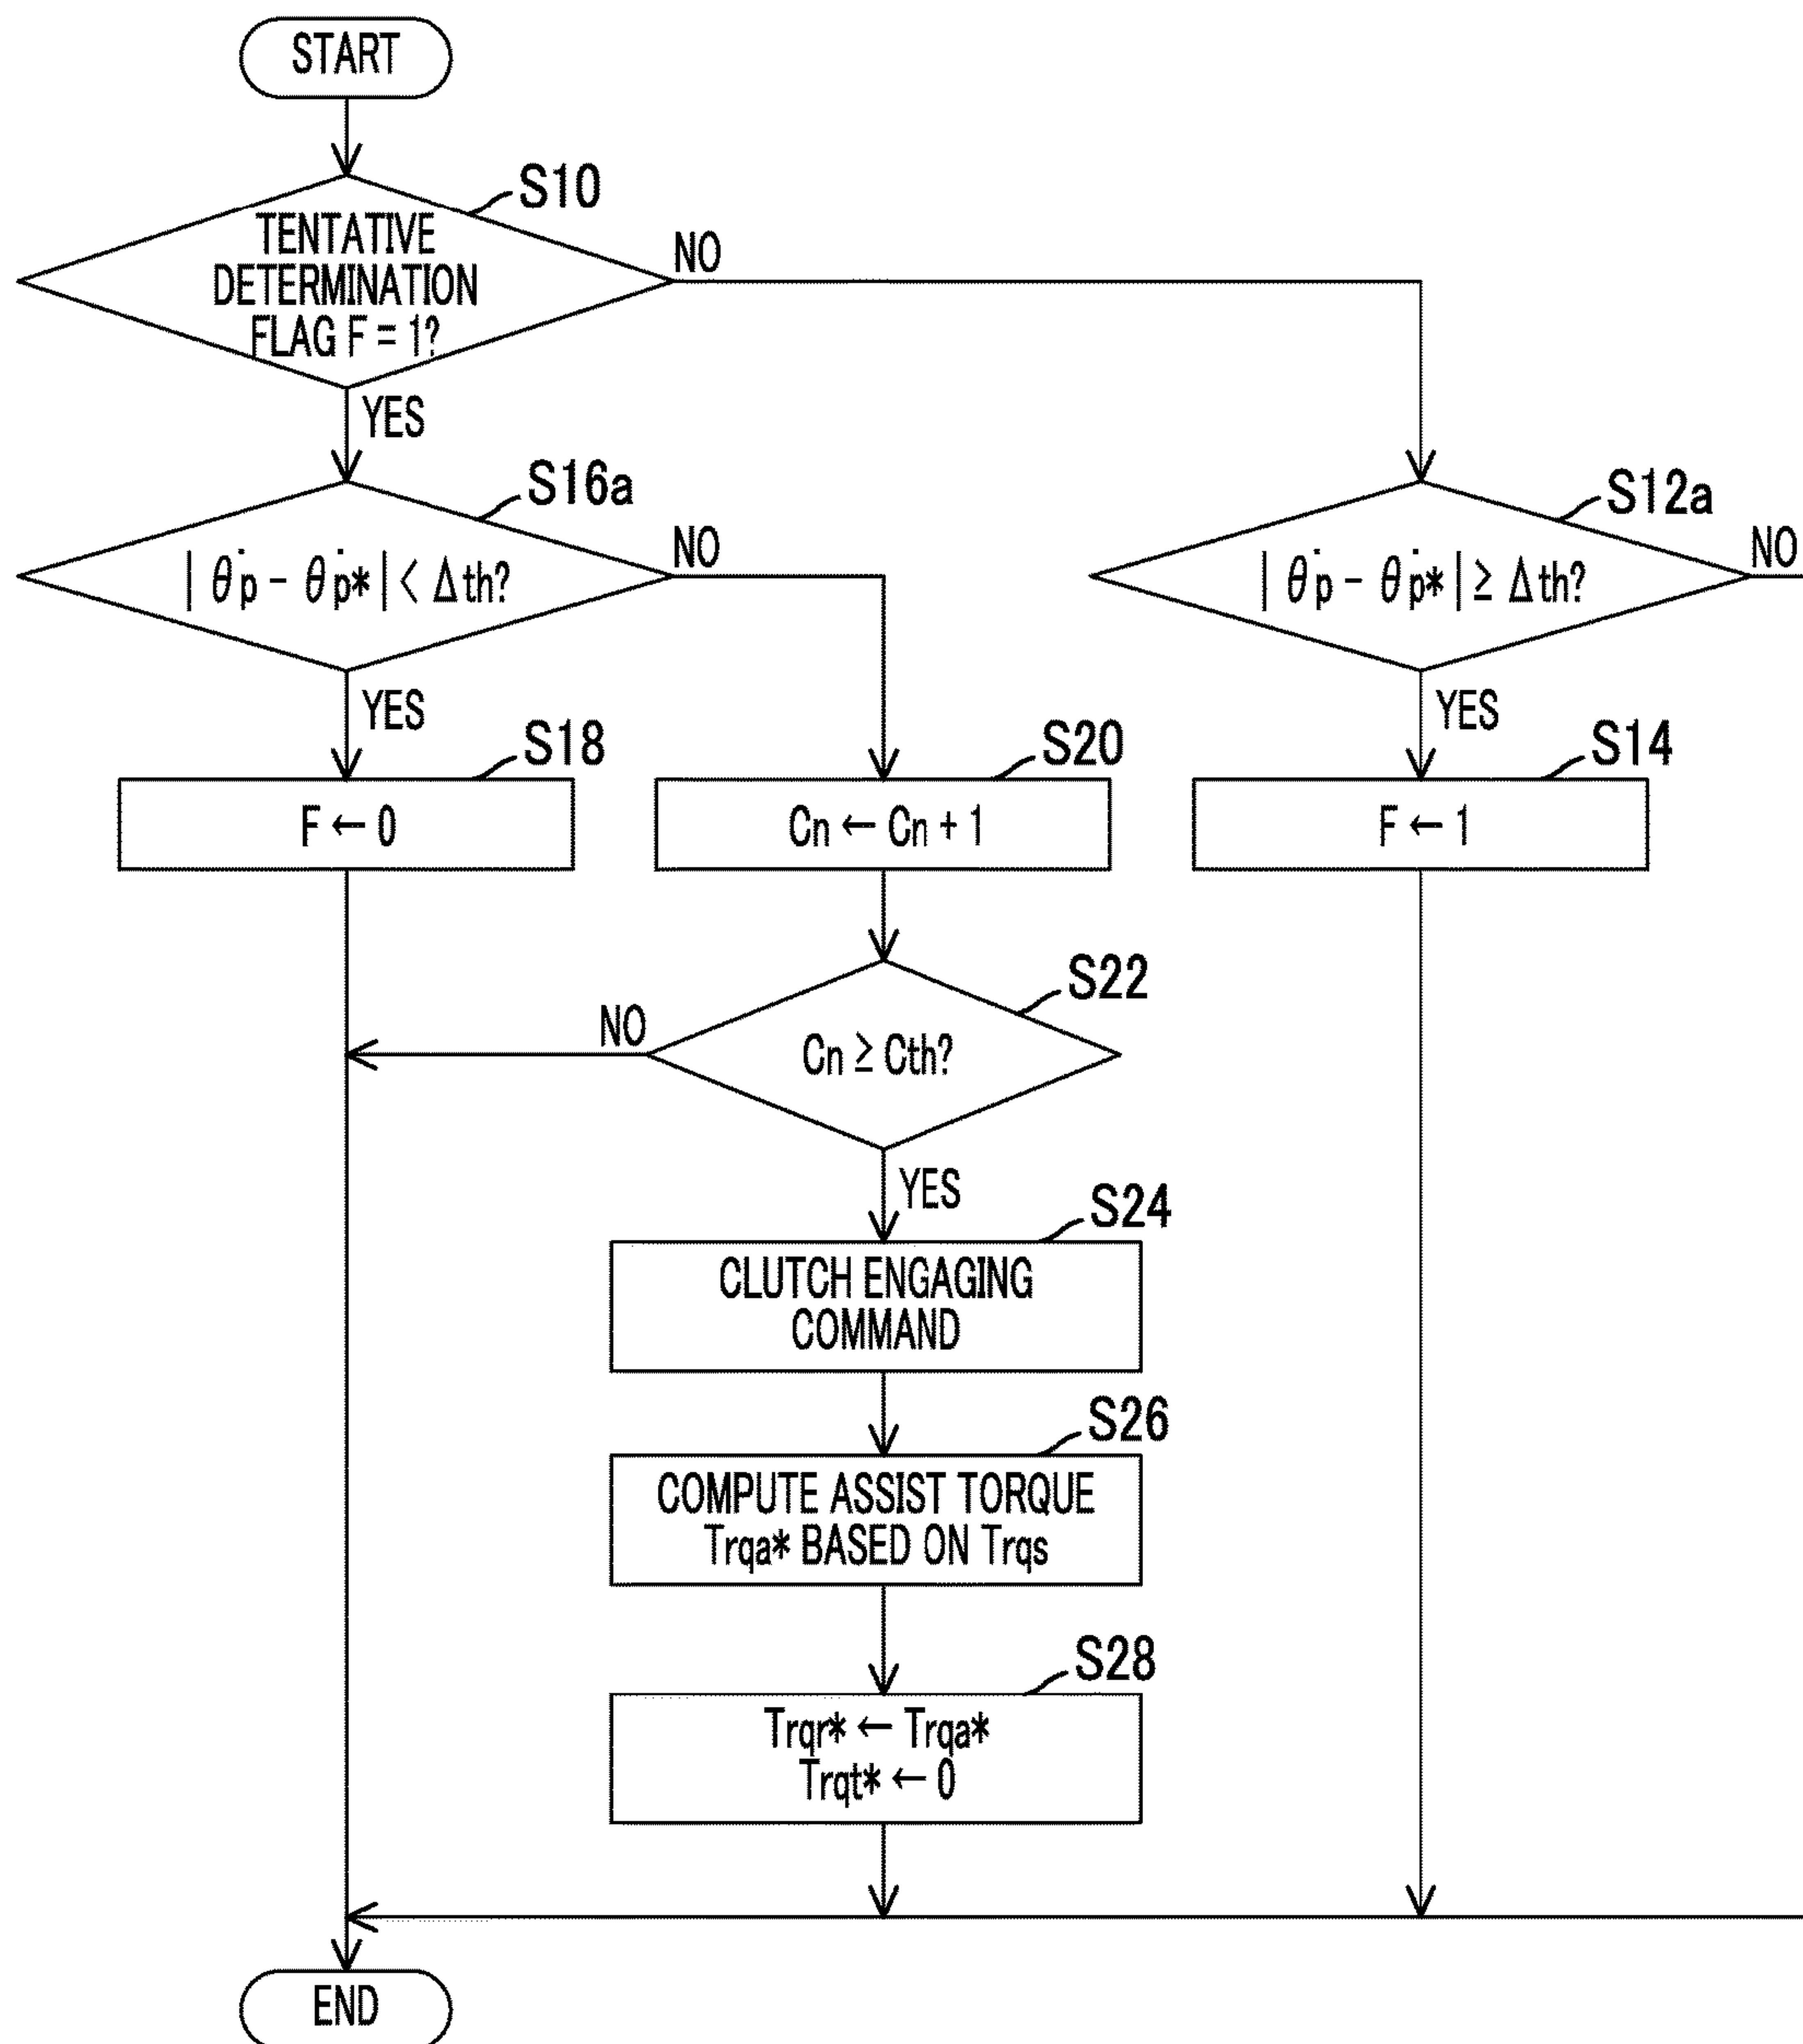 START
S10
TENTATIVE
DETERMINATION
FLAG F = 1?
NO
YES
S16a
| θ̇p - θ̇p* | < Δth?
NO
S12a
| θ̇p - θ̇p* | ≥ Δth?
NO
YES
YES
S18
F ← 0
S20
Cn ← Cn + 1
S14
F ← 1
S22
Cn ≥ Cth?
NO
YES
S24
CLUTCH ENGAGING
COMMAND
S26
COMPUTE ASSIST TORQUE
Trqa* BASED ON Trqs
S28
Trqr* ← Trqa*
Trqt* ← 0
END